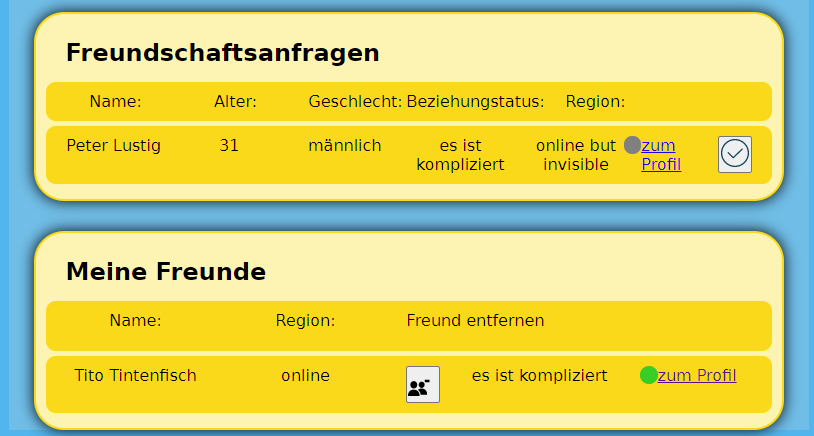 Freundschaftsanfragen
Name: Alter: Geschlecht: Beziehungstatus: Region:
Peter Lustig 31 männlich es ist online but zum
kompliziert invisible Profil
Meine Freunde
Name: Region: Freund entfernen
Tito Tintenfisch online es ist kompliziert zum Profil